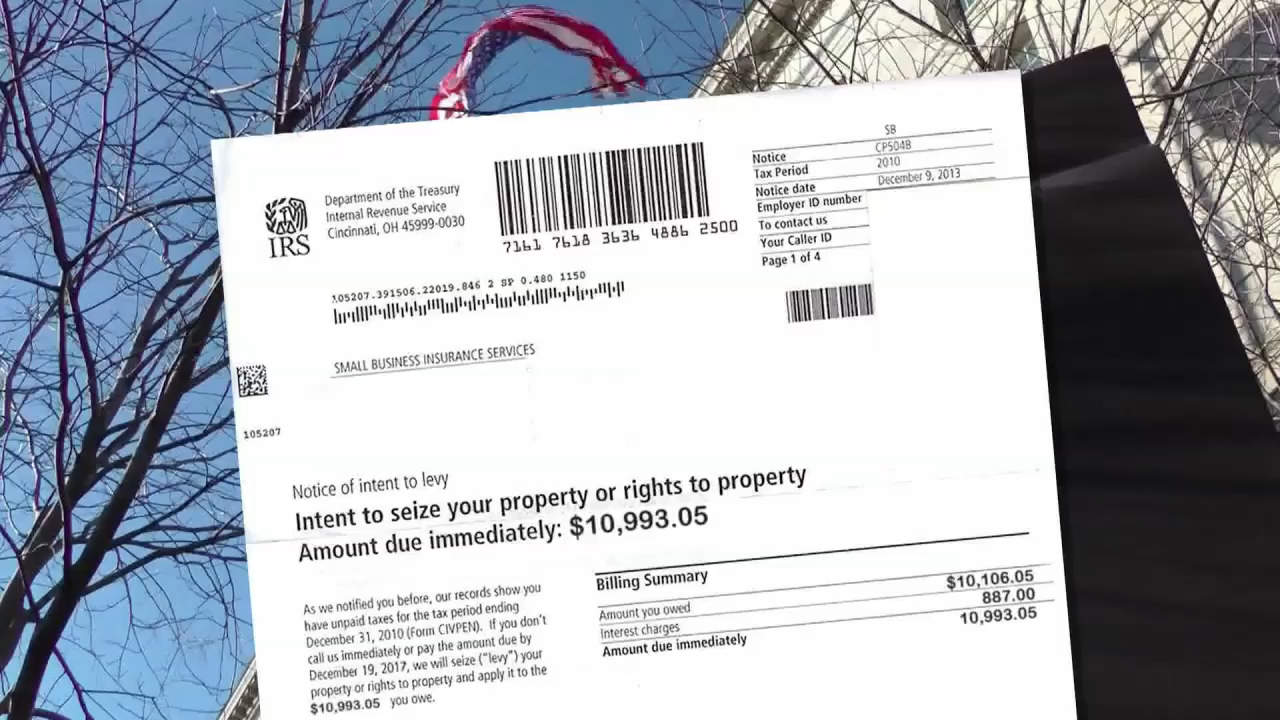 SB
Notice CP504B
Tax Period 2010
Notice date December 9, 2013
Employer ID number
To contact us
Your Caller ID
Page 1 of 4
IRS
Department of the Treasury
Internal Revenue Service
Cincinnati, OH 45999-0030
7161 7618 3636 4886 2500
105207.391506.22019.846 2 SP 0.480 1150
SMALL BUSINESS INSURANCE SERVICES
105207
Notice of intent to levy
Intent to seize your property or rights to property
Amount due immediately: $10,993.05
As we notified you before, our records show you
have unpaid taxes for the tax period ending
December 31, 2010 (Form CIVPEN). If you don't
call us immediately or pay the amount due by
December 19, 2017, we will seize ("levy") your
property or rights to property and apply it to the
$10,993.05 you owe.
Billing Summary
Amount you owed $10,106.05
Interest charges 887.00
Amount due immediately 10,993.05